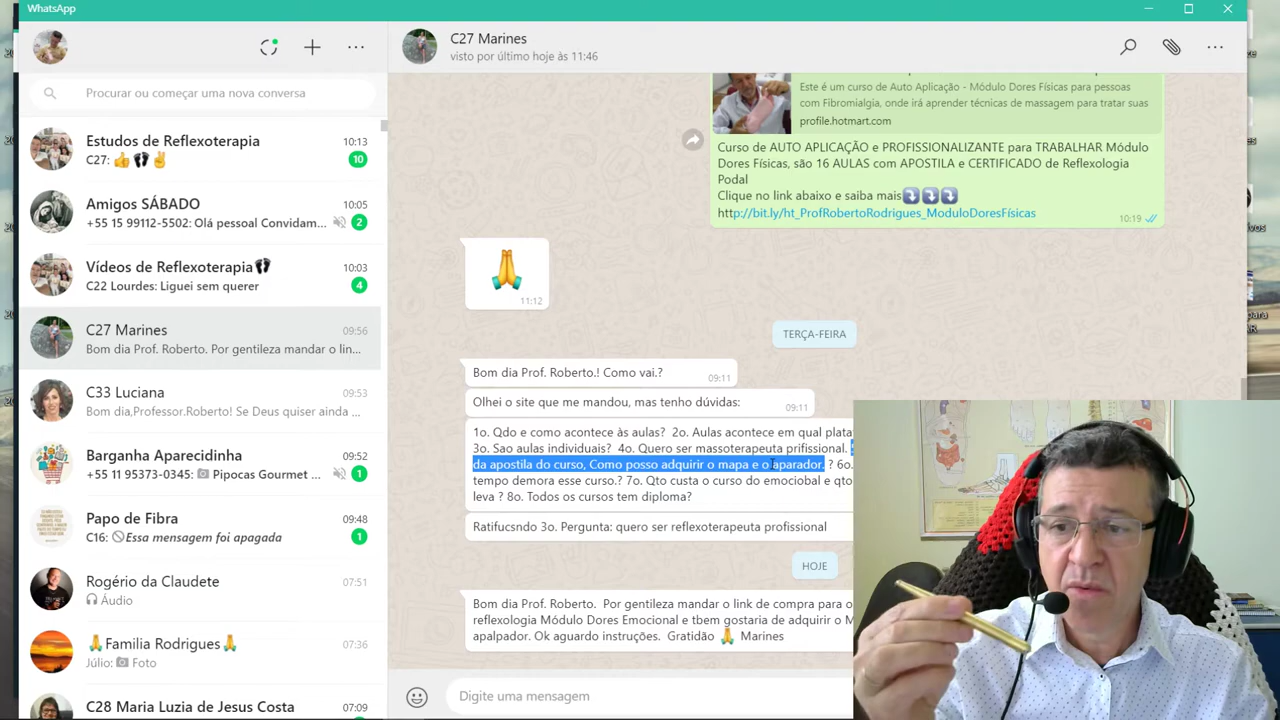 WhatsApp
Procurar ou começar uma nova conversa
Estudos de Reflexoterapia
10:13
C27: 👍👣✌
10
Amigos SÁBADO
10:05
+55 15 99112-5502: Olá pessoal Convidam...
2
Vídeos de Reflexoterapia👣
10:03
C22 Lourdes: Liguei sem querer
4
C27 Marines
09:56
Bom dia Prof. Roberto. Por gentileza mandar o lin...
C33 Luciana
09:53
Bom dia,Professor.Roberto! Se Deus quiser ainda ...
Barganha Aparecidinha
09:52
+55 11 95373-0345: Pipocas Gourmet ...
1
Papo de Fibra
09:48
C16: Essa mensagem foi apagada
1
Rogério da Claudete
07:51
Áudio
🙏Familia Rodrigues🙏
07:36
Júlio: Foto
C28 Maria Luzia de Jesus Costa
07:09
C27 Marines
visto por último hoje às 11:46
Este é um curso de Auto Aplicação - Módulo Dores Físicas para pessoas
com Fibromialgia, onde irá aprender técnicas de massagem para tratar suas
profile.hotmart.com
Curso de AUTO APLICAÇÃO e PROFISSIONALIZANTE para TRABALHAR Módulo
Dores Físicas, são 16 AULAS com APOSTILA e CERTIFICADO de Reflexologia
Podal
Clique no link abaixo e saiba mais⤵⤵⤵
http://bit.ly/ht_ProfRobertoRodrigues_ModuloDoresFísicas
10:19
🙏
11:12
TERÇA-FEIRA
Bom dia Prof. Roberto.! Como vai.?
09:11
Olhei o site que me mandou, mas tenho dúvidas:
09:11
1o. Qdo e como acontece às aulas? 2o. Aulas acontece em qual plata
3o. Sao aulas individuais? 4o. Quero ser massoterapeuta prifissional.
da apostila do curso, Como posso adquirir o mapa e o aparador. ? 6o.
tempo demora esse curso.? 7o. Qto custa o curso do emociobal e qto
leva ? 8o. Todos os cursos tem diploma?
Ratifucsndo 3o. Pergunta: quero ser reflexoterapeuta profissional
HOJE
Bom dia Prof. Roberto. Por gentileza mandar o link de compra para o
reflexologia Módulo Dores Emocional e tbem gostaria de adquirir o M
apalpador. Ok aguardo instruções. Gratidão 🙏 Marines
Digite uma mensagem